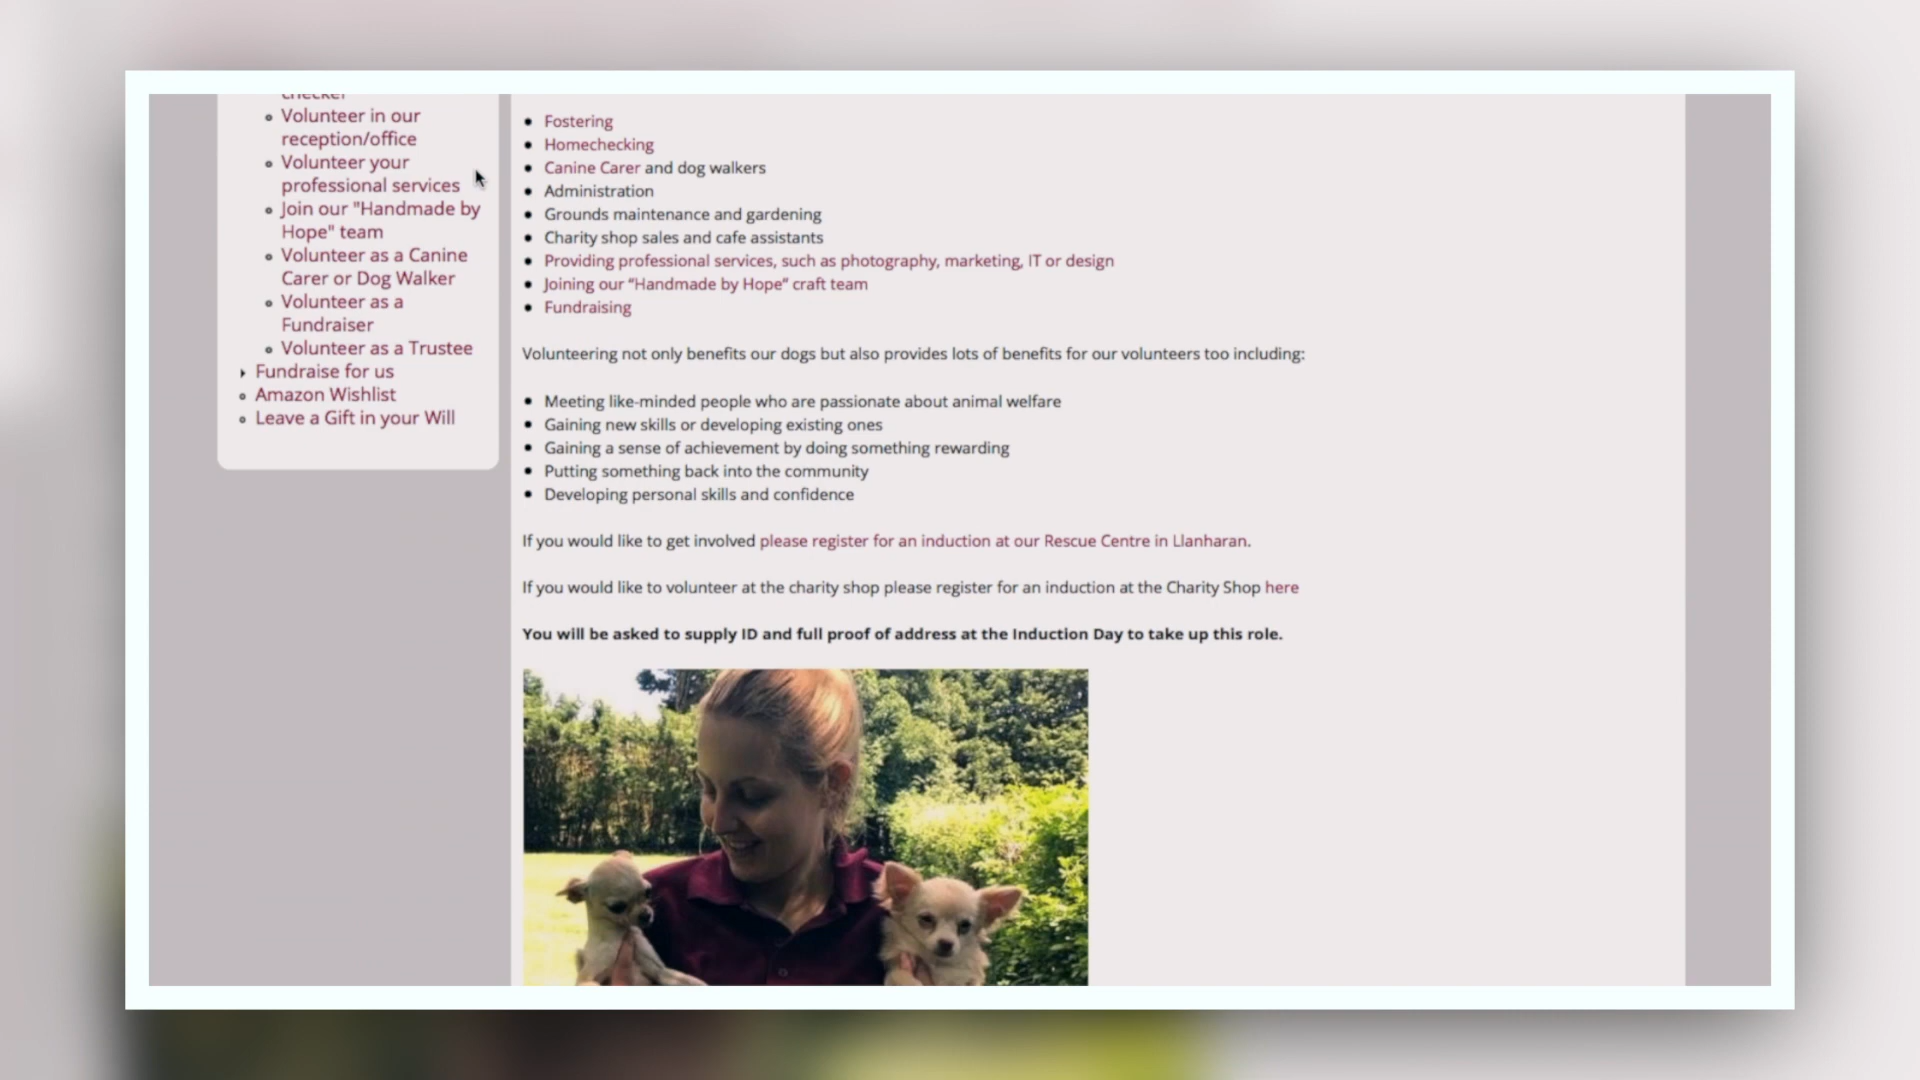 Volunteer in our
reception/office
Volunteer your
professional services
Join our "Handmade by
Hope" team
Volunteer as a Canine
Carer or Dog Walker
Volunteer as a
Fundraiser
Volunteer as a Trustee
Fundraise for us
Amazon Wishlist
Leave a Gift in your Will
Fostering
Homechecking
Canine Carer and dog walkers
Administration
Grounds maintenance and gardening
Charity shop sales and cafe assistants
Providing professional services, such as photography, marketing, IT or design
Joining our “Handmade by Hope” craft team
Fundraising
Volunteering not only benefits our dogs but also provides lots of benefits for our volunteers too including:
Meeting like-minded people who are passionate about animal welfare
Gaining new skills or developing existing ones
Gaining a sense of achievement by doing something rewarding
Putting something back into the community
Developing personal skills and confidence
If you would like to get involved please register for an induction at our Rescue Centre in Llanharan.
If you would like to volunteer at the charity shop please register for an induction at the Charity Shop here
You will be asked to supply ID and full proof of address at the Induction Day to take up this role.